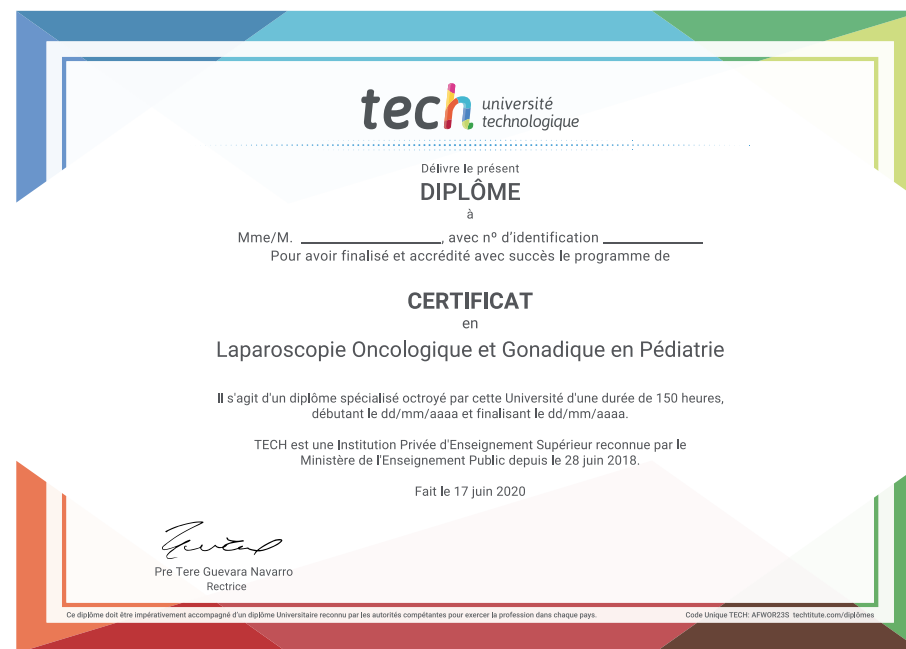 tech université
technologique
Délivre le présent
DIPLÔME
à
Mme/M. ____________________, avec nº d'identification ______________
Pour avoir finalisé et accrédité avec succès le programme de
CERTIFICAT
en
Laparoscopie Oncologique et Gonadique en Pédiatrie
Il s'agit d'un diplôme spécialisé octroyé par cette Université d'une durée de 150 heures,
débutant le dd/mm/aaaa et finalisant le dd/mm/aaaa.
TECH est une Institution Privée d'Enseignement Supérieur reconnue par le
Ministère de l'Enseignement Public depuis le 28 juin 2018.
Fait le 17 juin 2020
Pre Tere Guevara Navarro
Rectrice
Ce diplôme doit être impérativement accompagné d'un diplôme Universitaire reconnu par les autorités compétentes pour exercer la profession dans chaque pays.
Code Unique TECH: AFWOR23S techtitute.com/diplômes